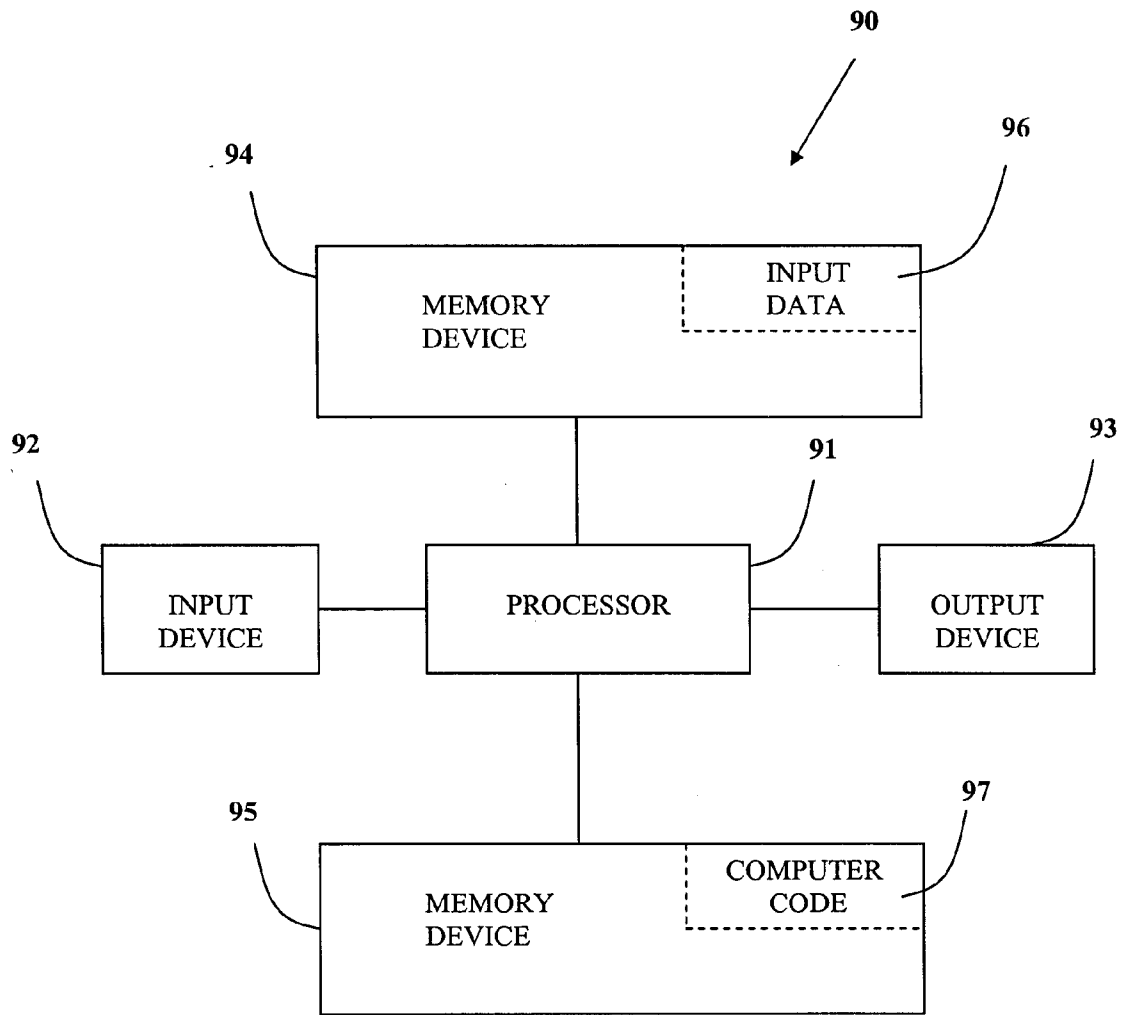 90
96
94
INPUT
DATA
MEMORY
DEVICE
92
91
93
INPUT
DEVICE
PROCESSOR
OUTPUT
DEVICE
95
97
COMPUTER
CODE
MEMORY
DEVICE